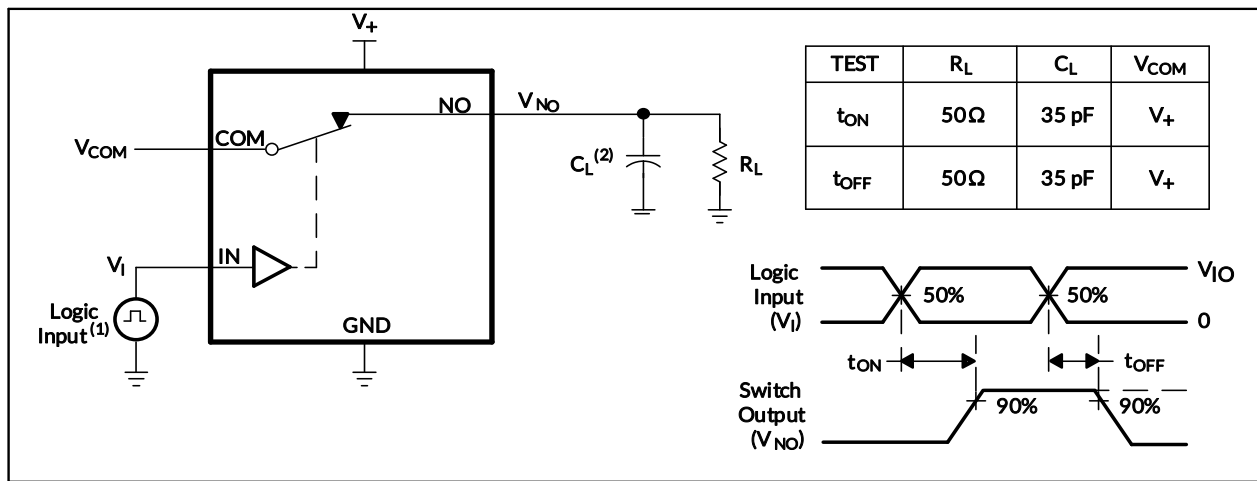 V+
NO
VNO
COM
VCOM
CL(2)
RL
VI
IN
Logic
Input(1)
GND
TEST RL CL VCOM
tON 50Ω 35 pF V+
tOFF 50Ω 35 pF V+
Logic
Input
(VI)
50%
50%
VIO
0
tON
tOFF
Switch
Output
(VNO)
90%
90%